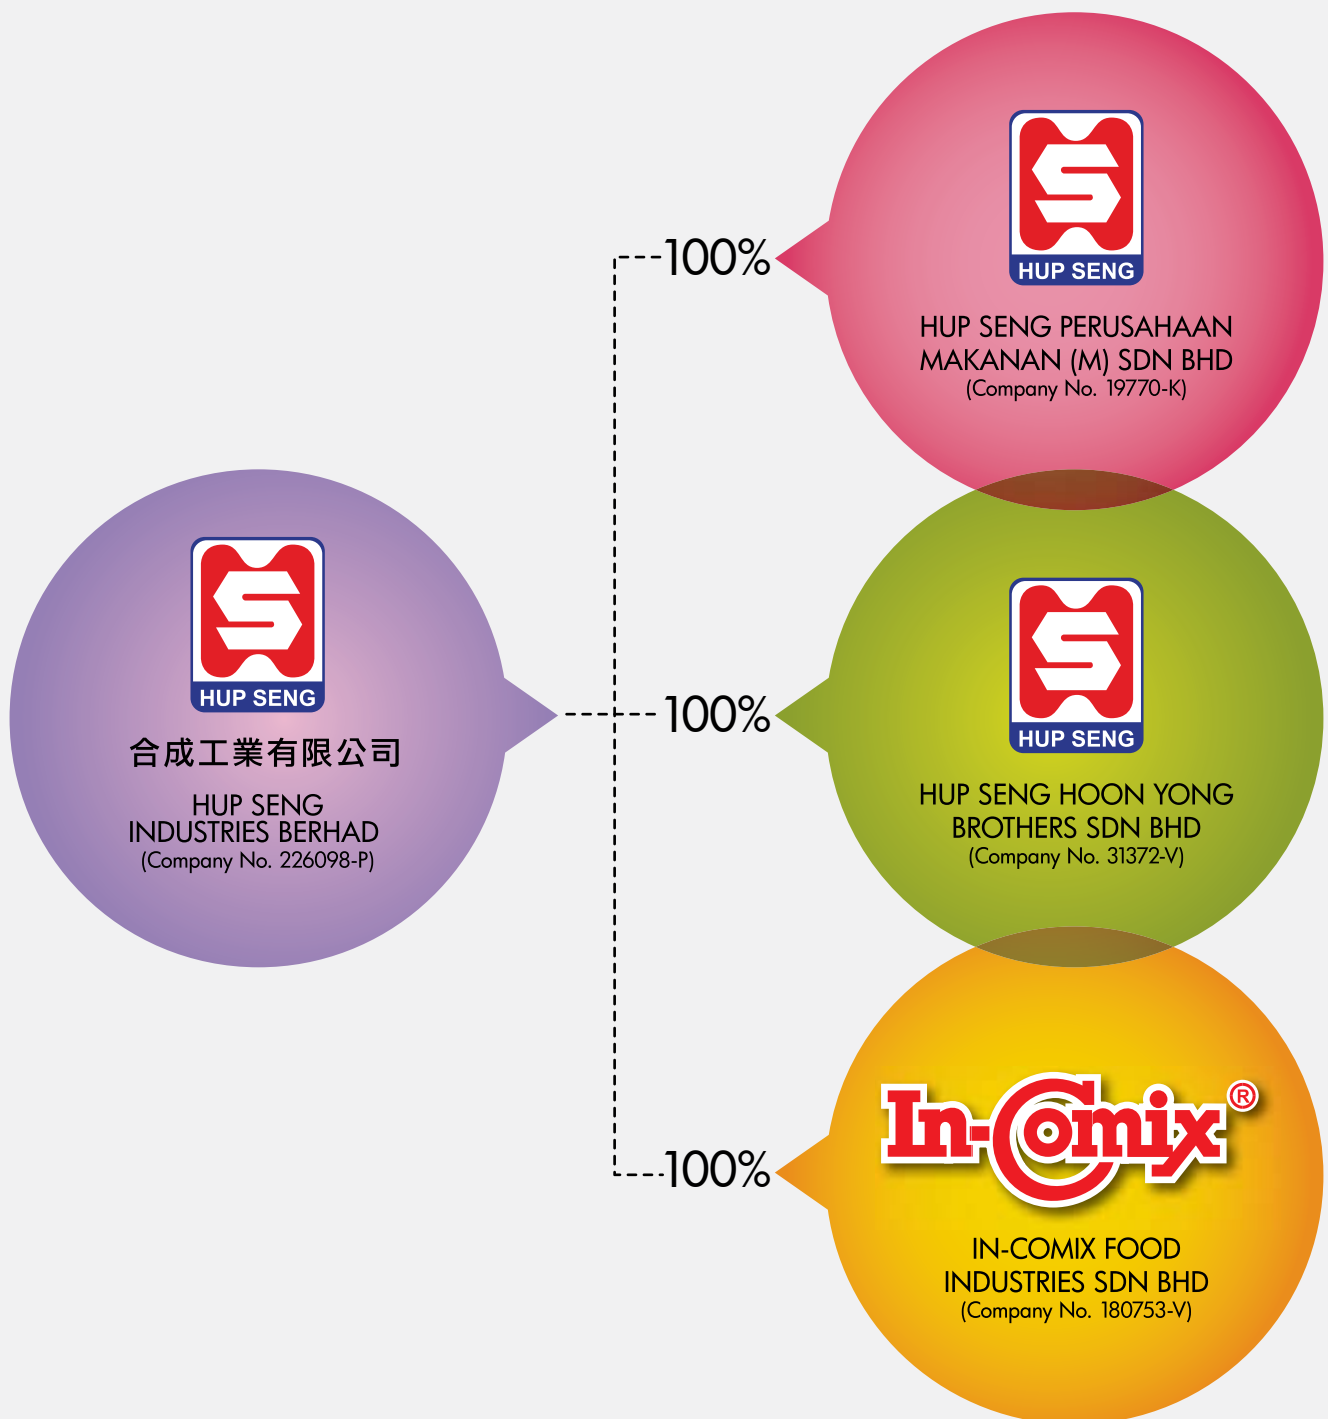 HUP SENG
合成工業有限公司
HUP SENG
INDUSTRIES BERHAD
(Company No. 226098-P)
100%
HUP SENG
HUP SENG PERUSAHAAN
MAKANAN (M) SDN BHD
(Company No. 19770-K)
100%
HUP SENG
HUP SENG HOON YONG
BROTHERS SDN BHD
(Company No. 31372-V)
100%
In-Comix®
IN-COMIX FOOD
INDUSTRIES SDN BHD
(Company No. 180753-V)